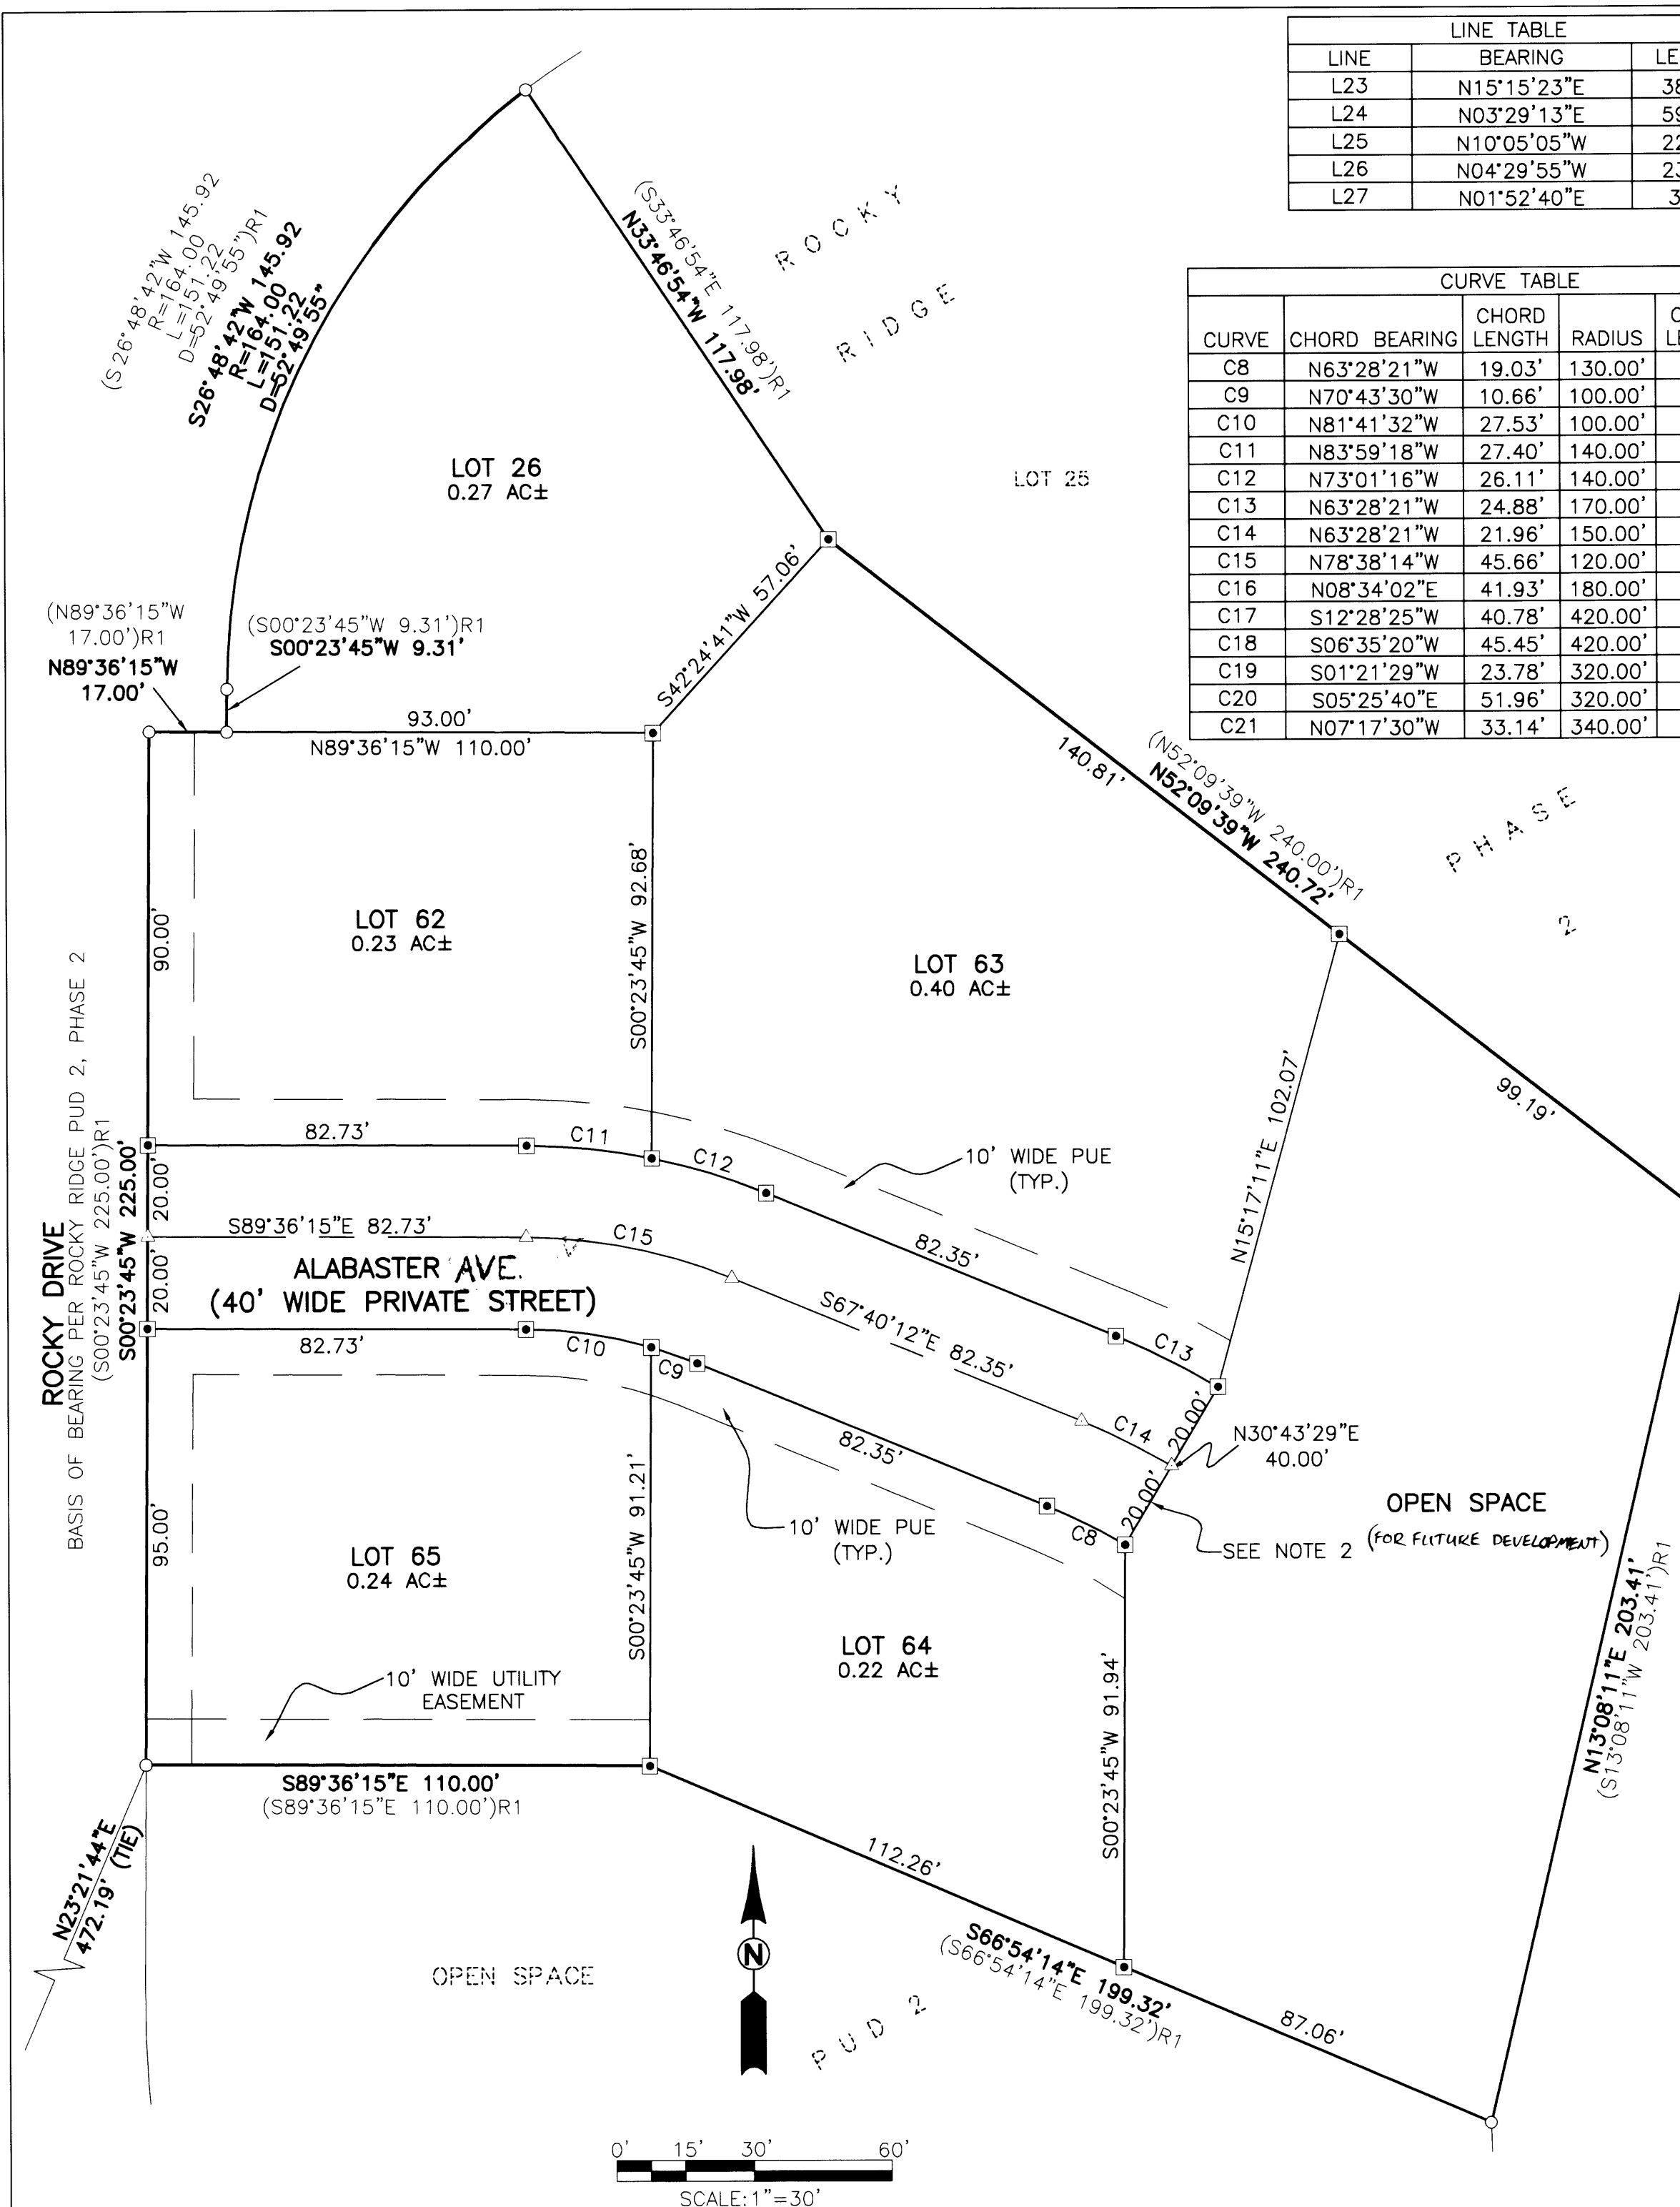 LINE TABLE
LINE BEARING LE
L23 N15°15'23"E 38
L24 N03°29'13"E 59
L25 N10°05'05"W 22
L26 N04°29'55"W 23
L27 N01°52'40"E 3
CURVE TABLE
CURVE CHORD BEARING CHORD LENGTH RADIUS
C8 N63°28'21"W 19.03' 130.00'
C9 N70°43'30"W 10.66' 100.00'
C10 N81°41'32"W 27.53' 100.00'
C11 N83°59'18"W 27.40' 140.00'
C12 N73°01'16"W 26.11' 140.00'
C13 N63°28'21"W 24.88' 170.00'
C14 N63°28'21"W 21.96' 150.00'
C15 N78°38'14"W 45.66' 120.00'
C16 N08°34'02"E 41.93' 180.00'
C17 S12°28'25"W 40.78' 420.00'
C18 S06°35'20"W 45.45' 420.00'
C19 S01°21'29"W 23.78' 320.00'
C20 S05°25'40"E 51.96' 320.00'
C21 N07°17'30"W 33.14' 340.00'
(S26°48'42"W 145.92
R=164.00
L=151.22
D=52°49'55")R1
S26°48'42"W 145.92
R=164.00
L=151.22
D=52°49'55"
(S33°46'54"E 117.98')R1
N33°46'54"W 117.98'
ROCKY
RIDGE
LOT 26
0.27 AC±
LOT 25
(N89°36'15"W
17.00')R1
N89°36'15"W
17.00'
(S00°23'45"W 9.31')R1
S00°23'45"W 9.31'
S42°24'41"W 57.06'
93.00'
N89°36'15"W 110.00'
140.81'
(N52°09'39"W 240.00')R1
N52°09'39"W 240.72'
PHASE
2
90.00'
LOT 62
0.23 AC±
S00°23'45"W 92.68'
LOT 63
0.40 AC±
N15°17'11"E 102.07'
99.19'
82.73'
C11
C12
10' WIDE PUE
(TYP.)
ROCKY DRIVE
BASIS OF BEARING PER ROCKY RIDGE PUD 2, PHASE 2
(S00°23'45"W 225.00')R1
S00°23'45"W 225.00'
20.00'
20.00'
S89°36'15"E 82.73'
C15
ALABASTER AVE.
(40' WIDE PRIVATE STREET)
82.35'
S67°40'12"E 82.35'
C13
82.73'
C10
C9
C14
20.00'
N30°43'29"E
40.00'
20.00'
82.35'
C8
OPEN SPACE
(FOR FUTURE DEVELOPMENT)
SEE NOTE 2
10' WIDE PUE
(TYP.)
95.00'
LOT 65
0.24 AC±
S00°23'45"W 91.21'
10' WIDE UTILITY
EASEMENT
LOT 64
0.22 AC±
S00°23'45"W 91.94'
N13°08'11"E 203.41'
(S13°08'11"W 203.41')R1
S89°36'15"E 110.00'
(S89°36'15"E 110.00')R1
N23°21'44"E
472.19' (TIE)
112.26'
S66°54'14"E 199.32'
(S66°54'14"E 199.32')R1
87.06'
OPEN SPACE
N
PUD 2
0' 15' 30' 60'
SCALE: 1"=30'